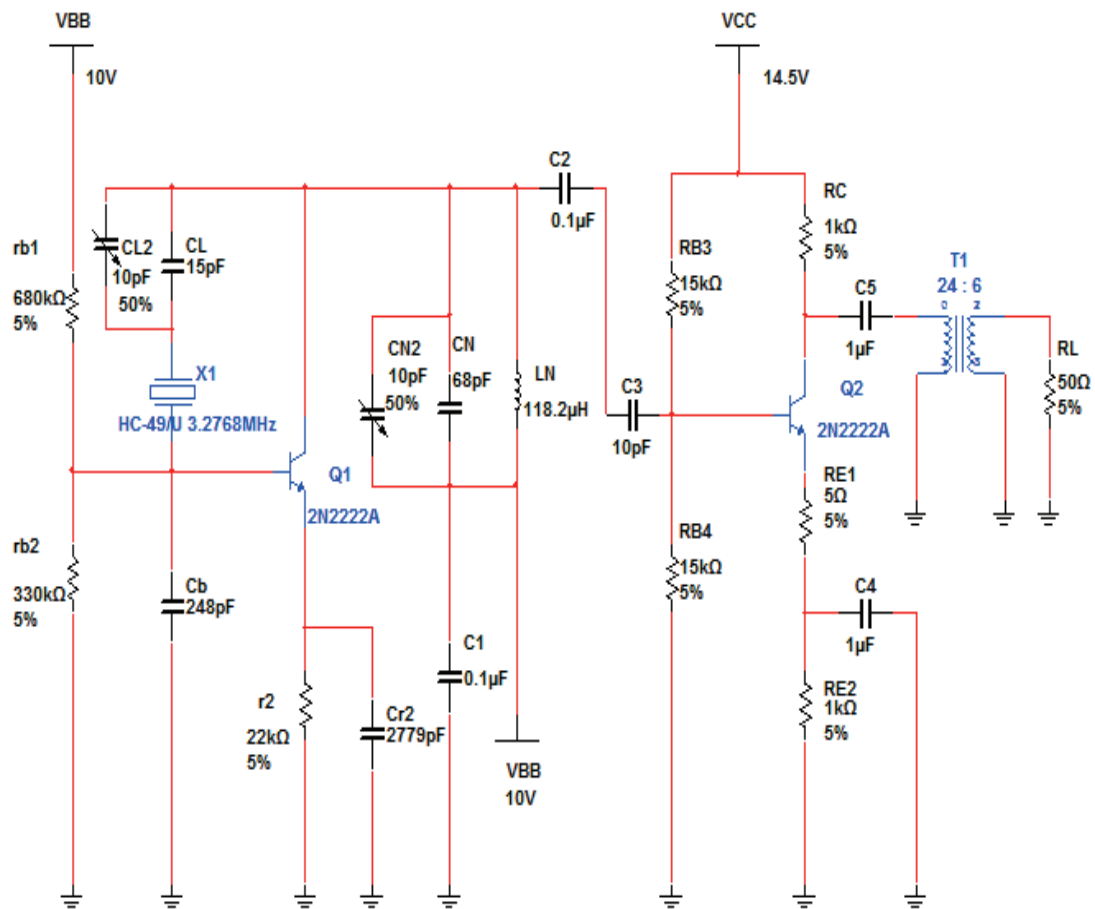 VBB
10V
VCC
14.5V
C2
0.1µF
RC
1kΩ
5%
rb1
680kΩ
5%
CL2
10pF
50%
CL
15pF
RB3
15kΩ
5%
T1
24 : 6
C5
1µF
RL
50Ω
5%
X1
HC-49/U 3.2768MHz
CN2
10pF
50%
CN
68pF
LN
118.2µH
C3
10pF
Q2
2N2222A
Q1
2N2222A
RE1
5Ω
5%
rb2
330kΩ
5%
Cb
248pF
RB4
15kΩ
5%
C4
1µF
C1
0.1µF
r2
22kΩ
5%
Cr2
2779pF
RE2
1kΩ
5%
VBB
10V